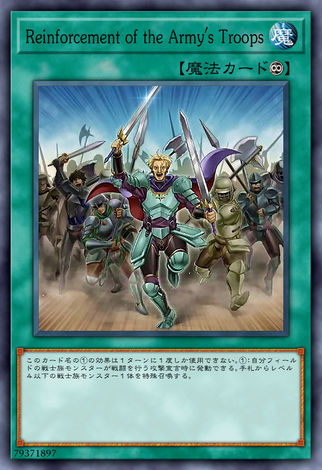 Reinforcement of the Army's Troops 魔
【魔法カード】
このカード名の①の効果は1ターンに1度しか使用できない。①:自分フィール
ドの戦士族モンスターが戦闘を行う攻撃宣言時に発動できる。手札からレベル
4以下の戦士族モンスター1体を特殊召喚する。
79371897